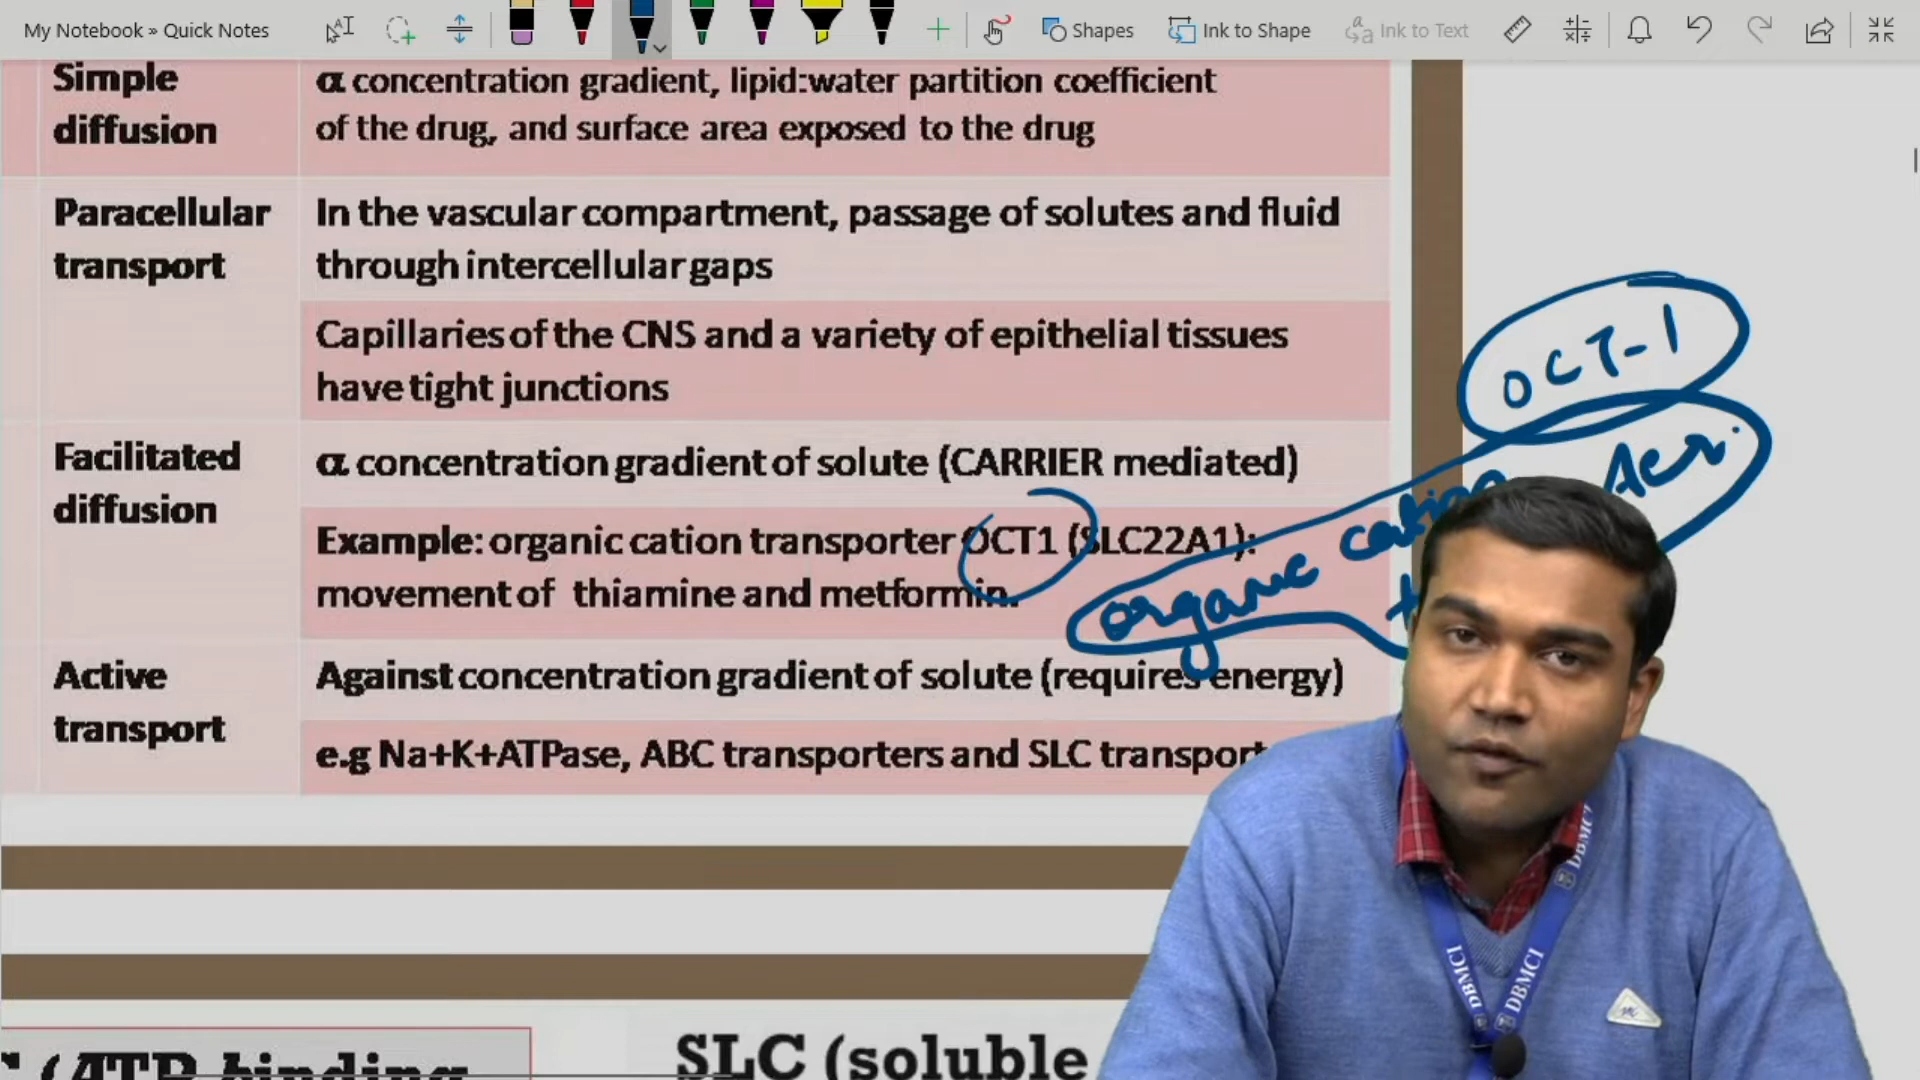 My Notebook » Quick Notes
Shapes
Ink to Shape
Ink to Text
Simple
diffusion
α concentration gradient, lipid:water partition coefficient
of the drug, and surface area exposed to the drug
Paracellular
transport
In the vascular compartment, passage of solutes and fluid
through intercellular gaps
Capillaries of the CNS and a variety of epithelial tissues
have tight junctions
OCT-1
Facilitated
diffusion
α concentration gradient of solute (CARRIER mediated)
Example: organic cation transporter OCT1 (SLC22A1):
movement of thiamine and metformin.
organic
Active
transport
Against concentration gradient of solute (requires energy)
e.g Na+K+ATPase, ABC transporters and SLC transport
(ATP binding
SLC (soluble
DBMCI
DBMCI
DBMCI